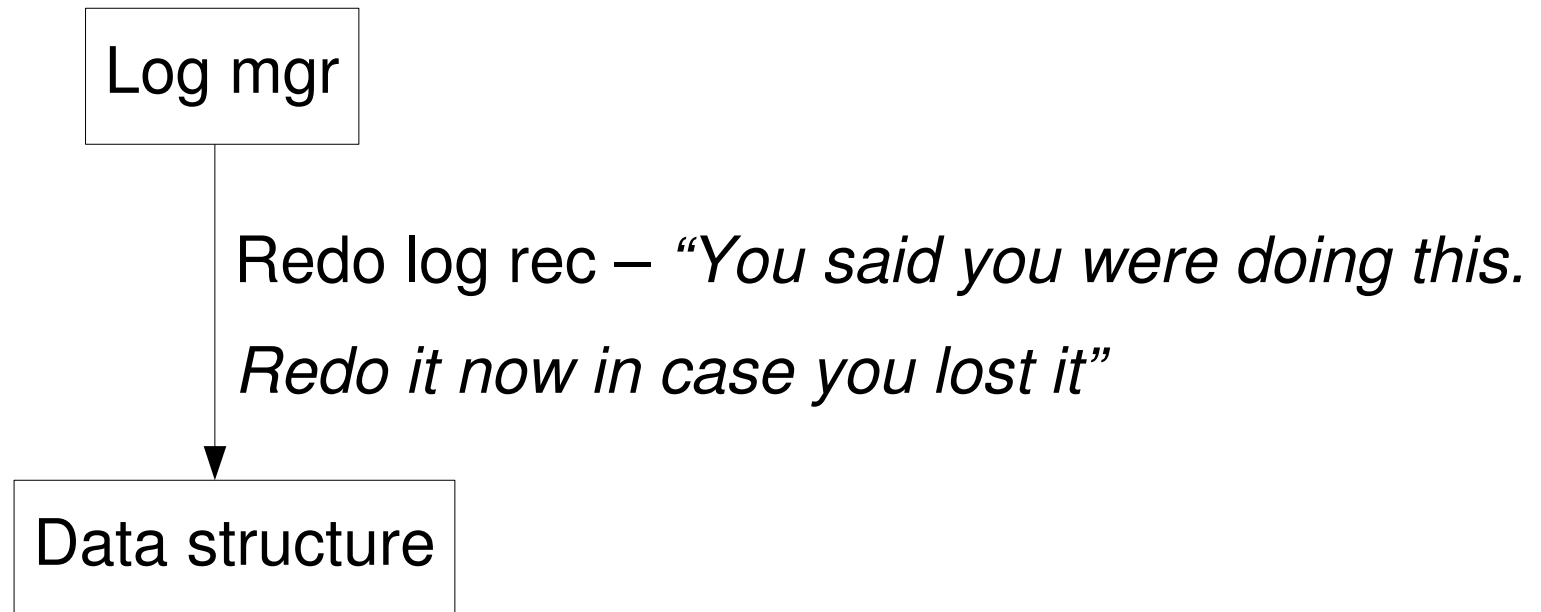 Log mgr
Redo log rec – “You said you were doing this.
Redo it now in case you lost it”
Data structure